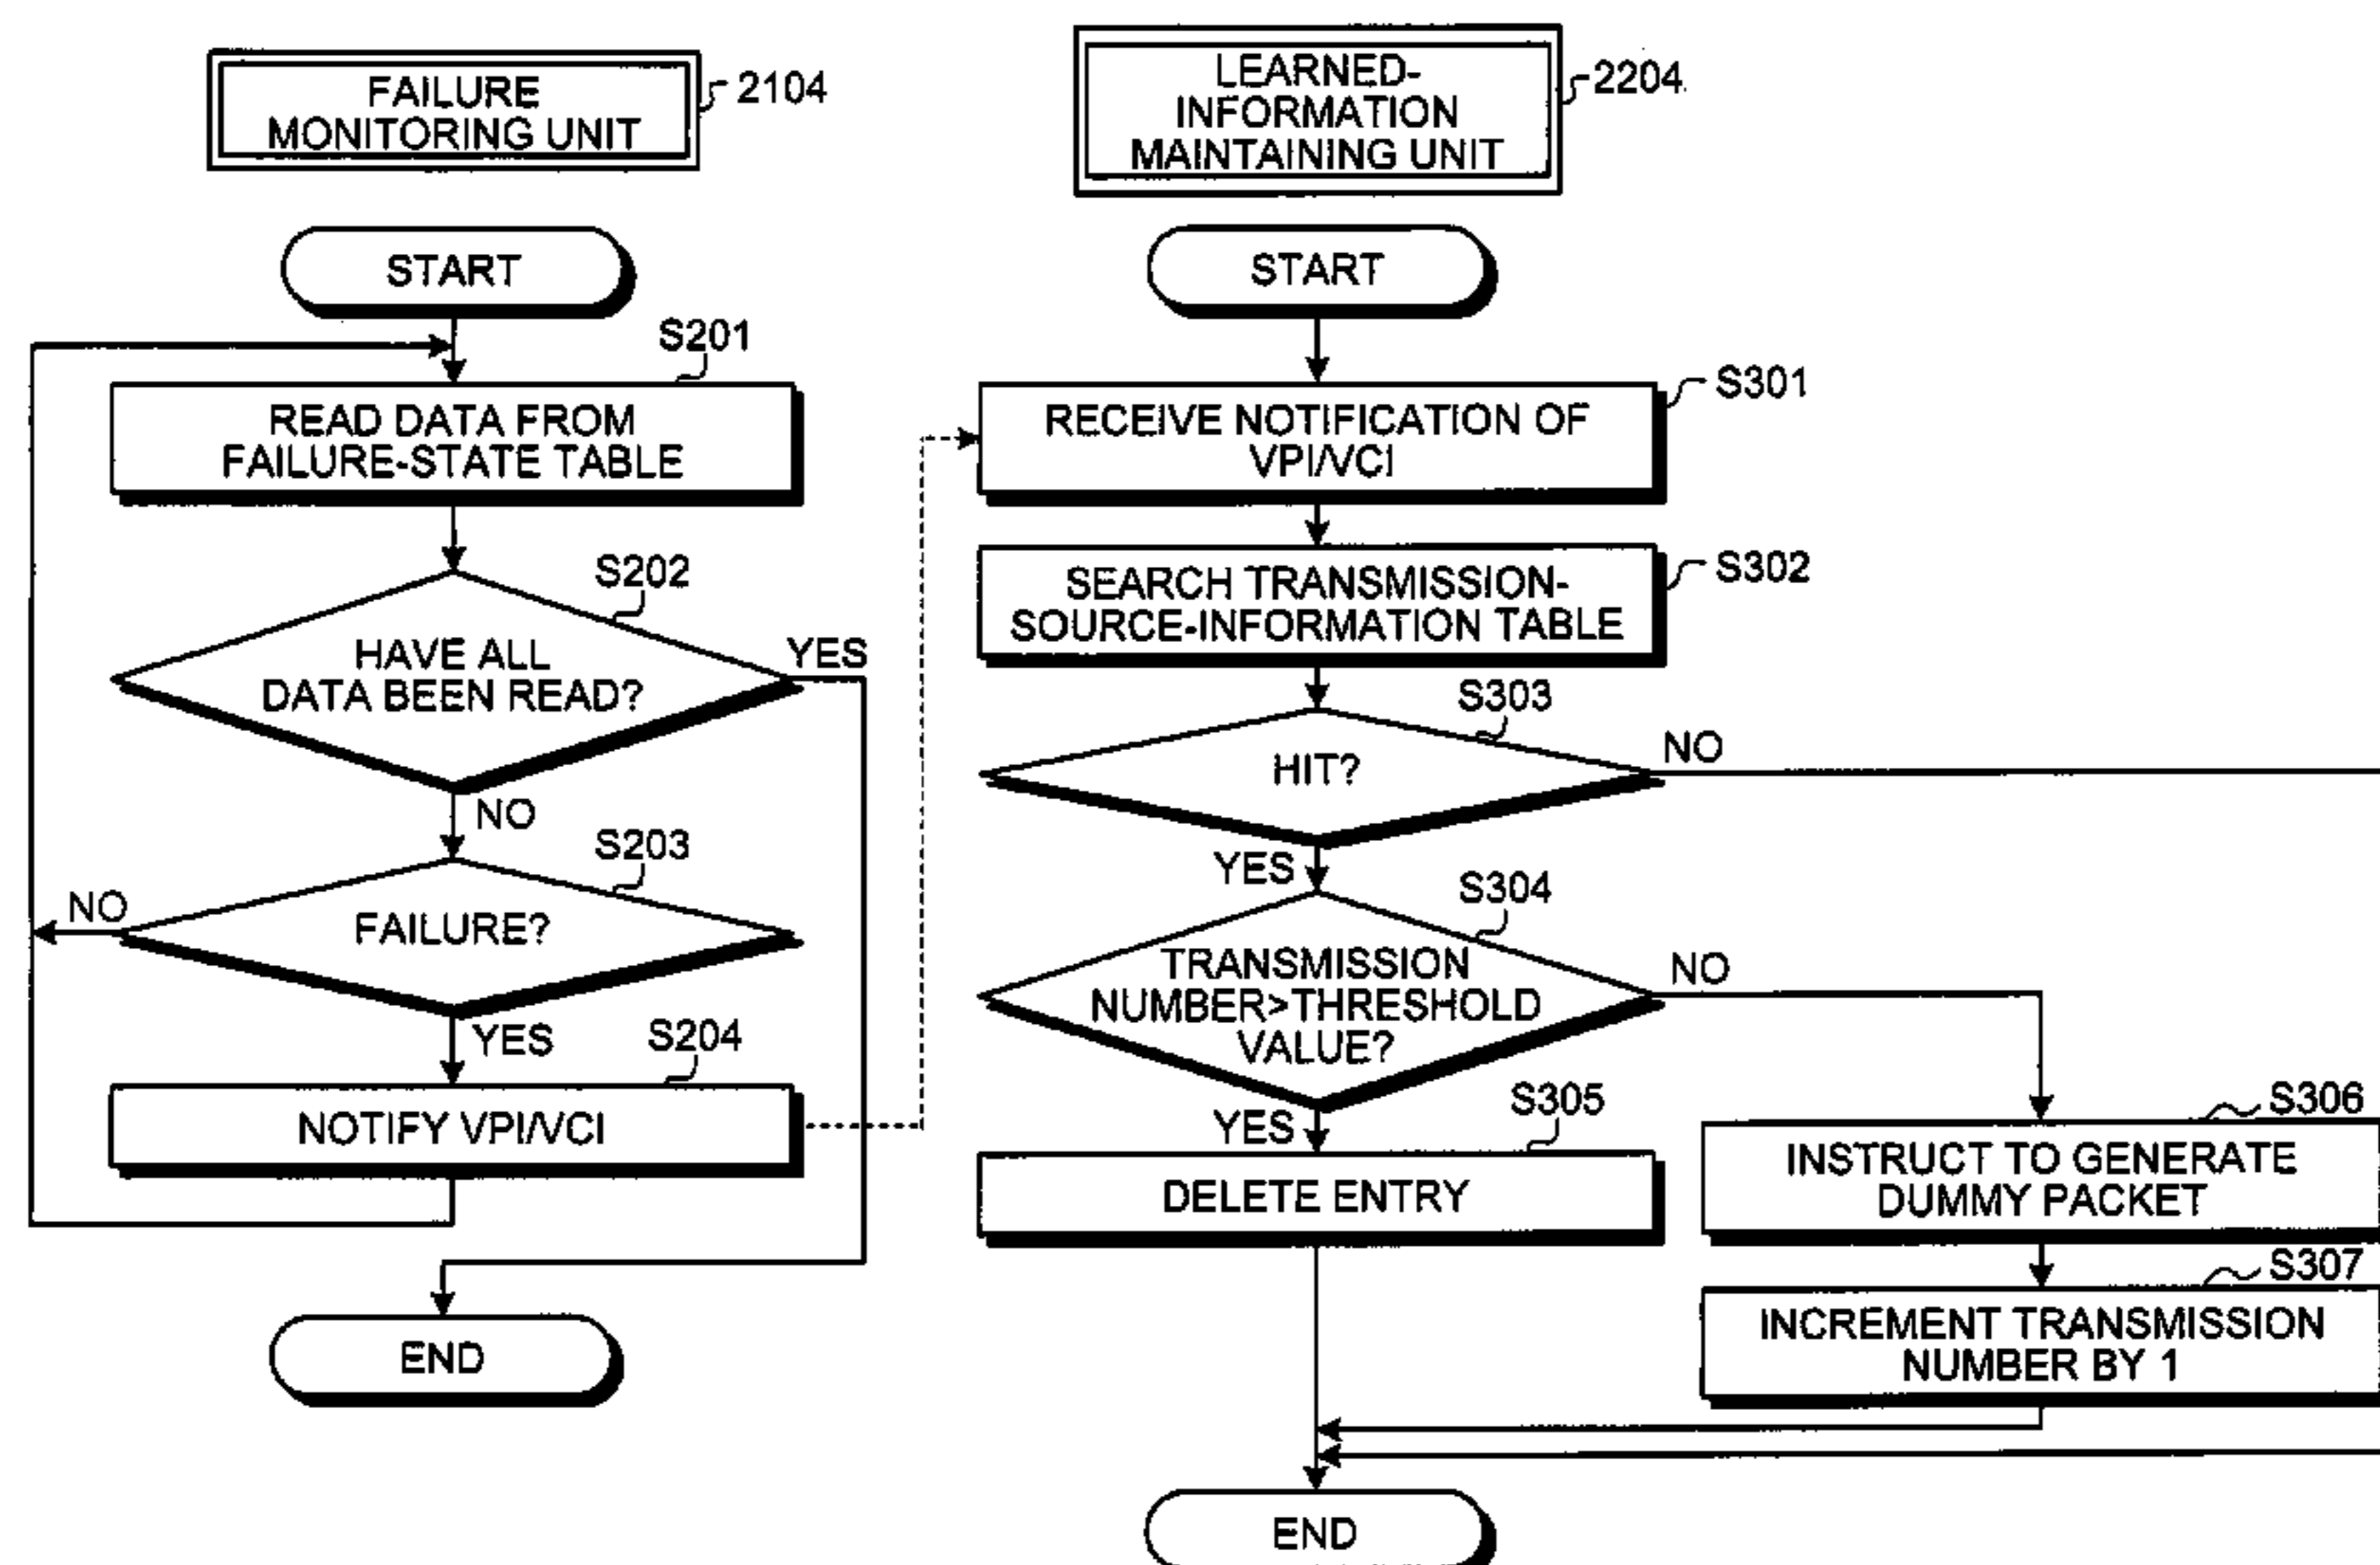 FAILURE
MONITORING UNIT
2104
START
S201
READ DATA FROM
FAILURE-STATE TABLE
S202
HAVE ALL
DATA BEEN READ?
YES
NO
S203
FAILURE?
NO
YES
S204
NOTIFY VPI/VCI
END
LEARNED-
INFORMATION
MAINTAINING UNIT
2204
START
S301
RECEIVE NOTIFICATION OF
VPI/VCI
S302
SEARCH TRANSMISSION-
SOURCE-INFORMATION TABLE
S303
HIT?
NO
YES
S304
TRANSMISSION
NUMBER>THRESHOLD
VALUE?
NO
YES
S305
DELETE ENTRY
S306
INSTRUCT TO GENERATE
DUMMY PACKET
S307
INCREMENT TRANSMISSION
NUMBER BY 1
END